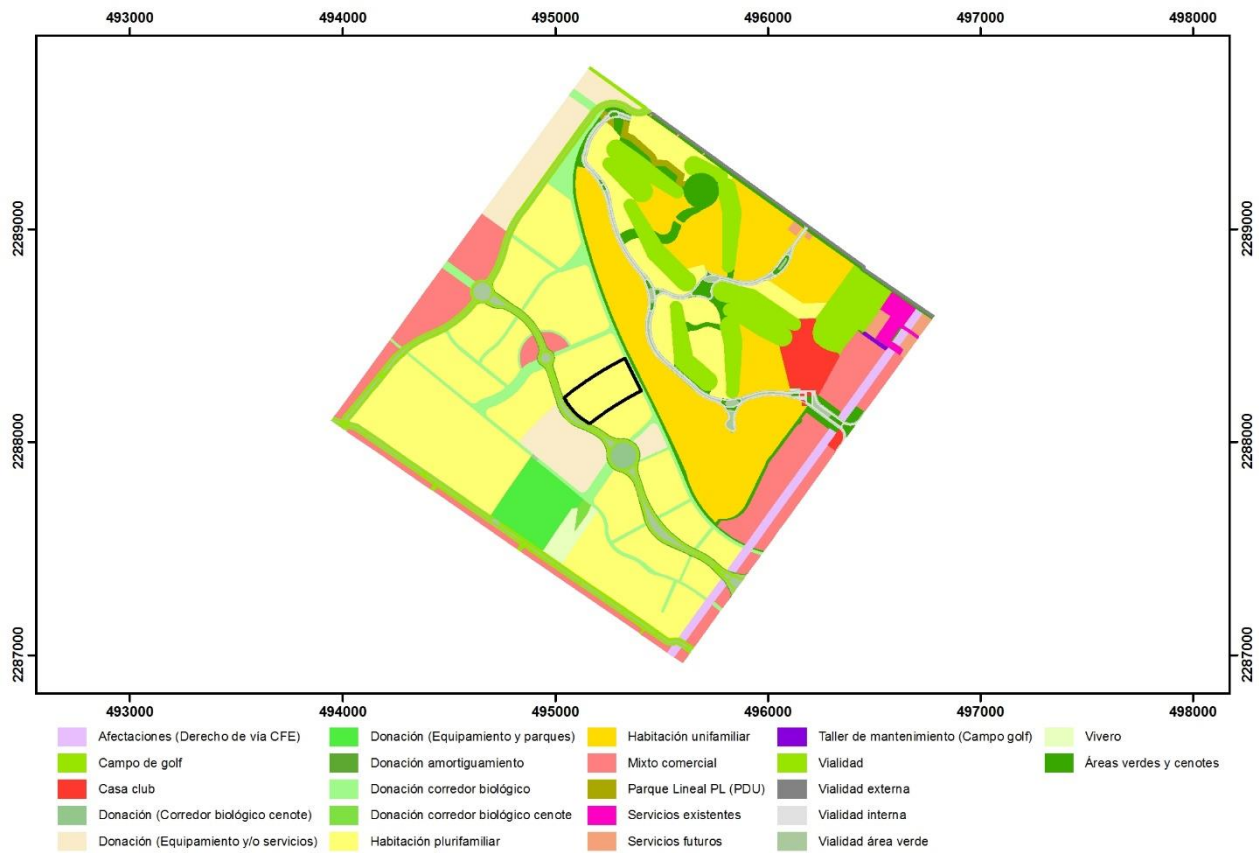 493000 494000 495000 496000 497000 498000
2289000 2289000
2288000 2288000
2287000 2287000
493000 494000 495000 496000 497000 498000
Afectaciones (Derecho de vía CFE) Donación (Equipamiento y parques) Habitación unifamiliar Taller de mantenimiento (Campo golf) Vivero
Campo de golf Donación amortiguamiento Mixto comercial Vialidad Áreas verdes y cenotes
Casa club Donación corredor biológico Parque Lineal PL (PDU) Vialidad externa
Donación (Corredor biológico cenote) Donación corredor biológico cenote Servicios existentes Vialidad interna
Donación (Equipamiento y/o servicios) Habitación plurifamiliar Servicios futuros Vialidad área verde